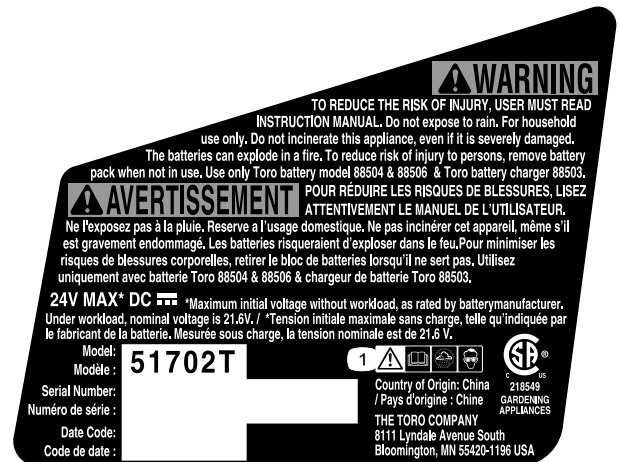 WARNING
TO REDUCE THE RISK OF INJURY, USER MUST READ
INSTRUCTION MANUAL. Do not expose to rain. For household
use only. Do not incinerate this appliance, even if it is severely damaged.
The batteries can explode in a fire. To reduce risk of injury to persons, remove battery
pack when not in use. Use only Toro battery model 88504 & 88506 & Toro battery charger 88503.
AVERTISSEMENT
POUR RÉDUIRE LES RISQUES DE BLESSURES, LISEZ
ATTENTIVEMENT LE MANUEL DE L'UTILISATEUR.
Ne l'exposez pas à la pluie. Reserve a l'usage domestique. Ne pas incinérer cet appareil, même s'il
est gravement endommagé. Les batteries risqueraient d'exploser dans le feu.Pour minimiser les
risques de blessures corporelles, retirer le bloc de batteries lorsqu'il ne sert pas. Utilisez
uniquement avec batterie Toro 88504 & 88506 & chargeur de batterie Toro 88503.
24V MAX* DC *Maximum initial voltage without workload, as rated by batterymanufacturer.
Under workload, nominal voltage is 21.6V. / *Tension initiale maximale sans charge, telle qu'indiquée par
le fabricant de la batterie. Mesurée sous charge, la tension nominale est de 21.6 V.
Model:
Modèle :
51702T
Serial Number:
Numéro de série :
Date Code:
Code de date :
1
Country of Origin: China
/ Pays d'origine : Chine
THE TORO COMPANY
8111 Lyndale Avenue South
Bloomington, MN 55420-1196 USA
SA ®
C US
218549
GARDENING
APPLIANCES